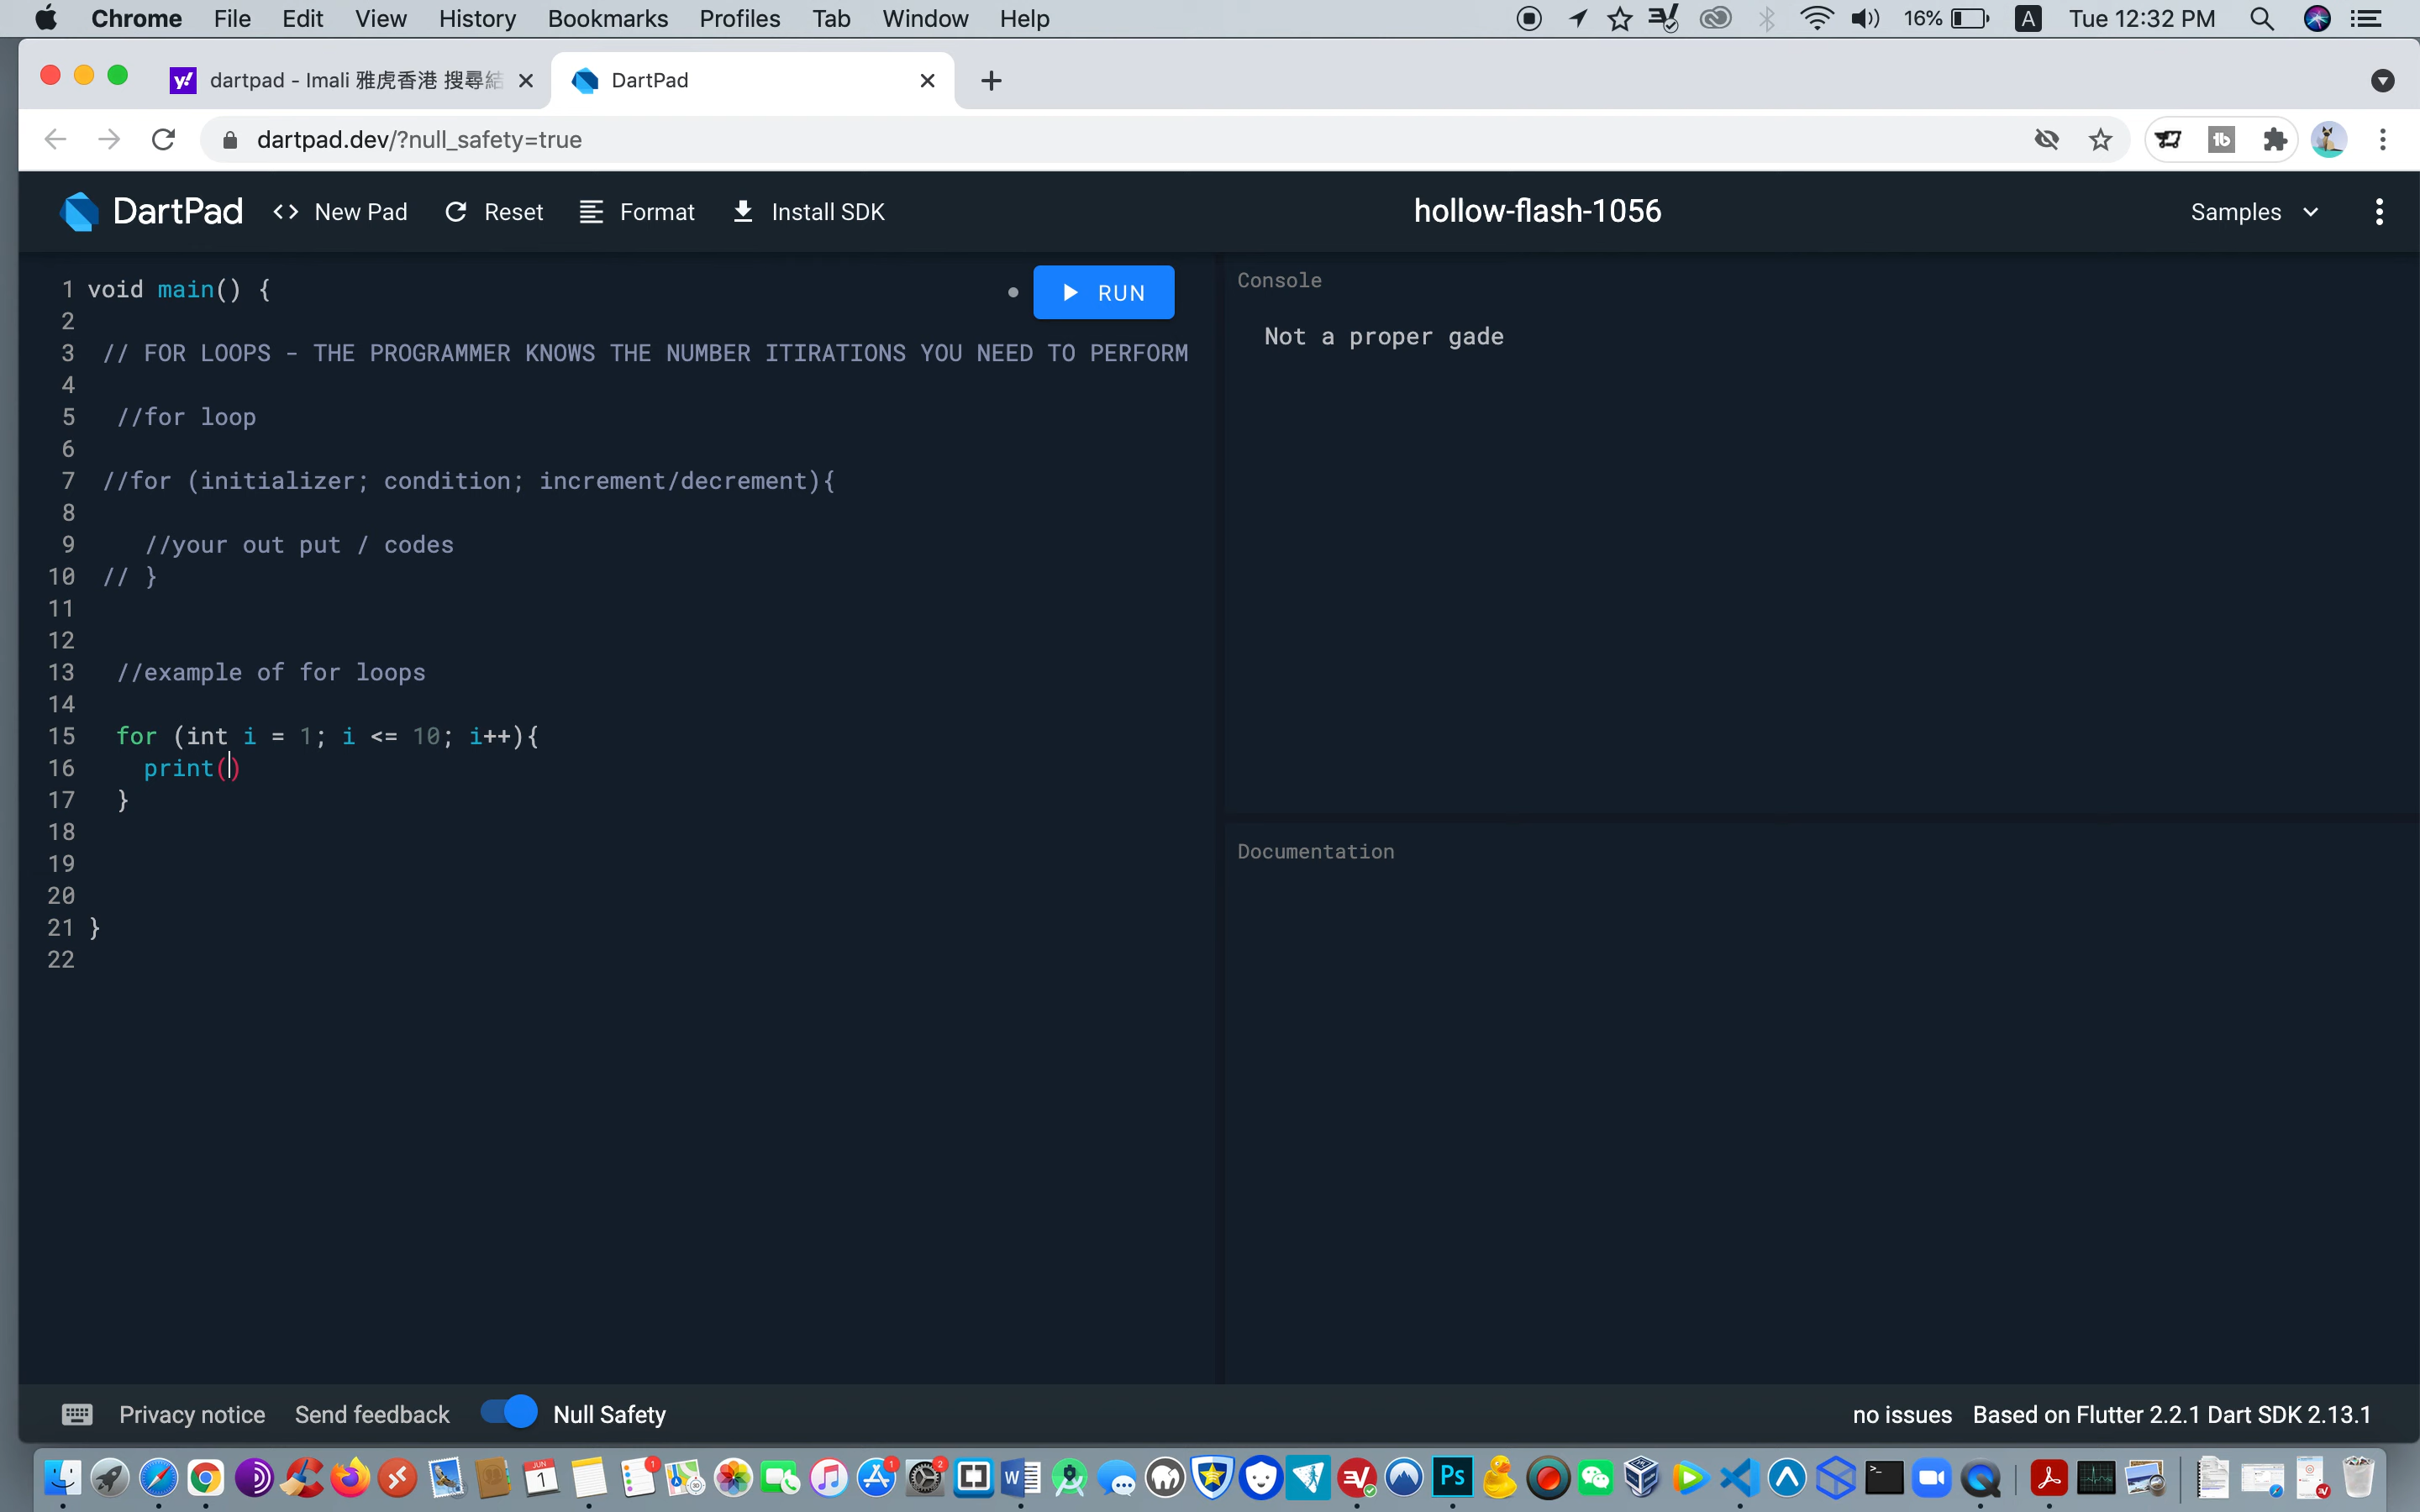 Chrome File Edit View History Bookmarks Profiles Tab Window Help 16% A Tue 12:32 PM
y! dartpad - Imali 雅虎香港 搜尋結 DartPad
dartpad.dev/?null_safety=true
DartPad <> New Pad Reset Format Install SDK hollow-flash-1056 Samples
RUN
Console
Not a proper gade
1 void main() {
2
3 // FOR LOOPS - THE PROGRAMMER KNOWS THE NUMBER ITIRATIONS YOU NEED TO PERFORM
4
5 //for loop
6
7 //for (initializer; condition; increment/decrement){
8
9 //your out put / codes
10 // }
11
12
13 //example of for loops
14
15 for (int i = 1; i <= 10; i++){
16 print()
17 }
18
19
20
21 }
22
Documentation
Privacy notice Send feedback Null Safety no issues Based on Flutter 2.2.1 Dart SDK 2.13.1
JUN
1
1
1
2
W
Ps